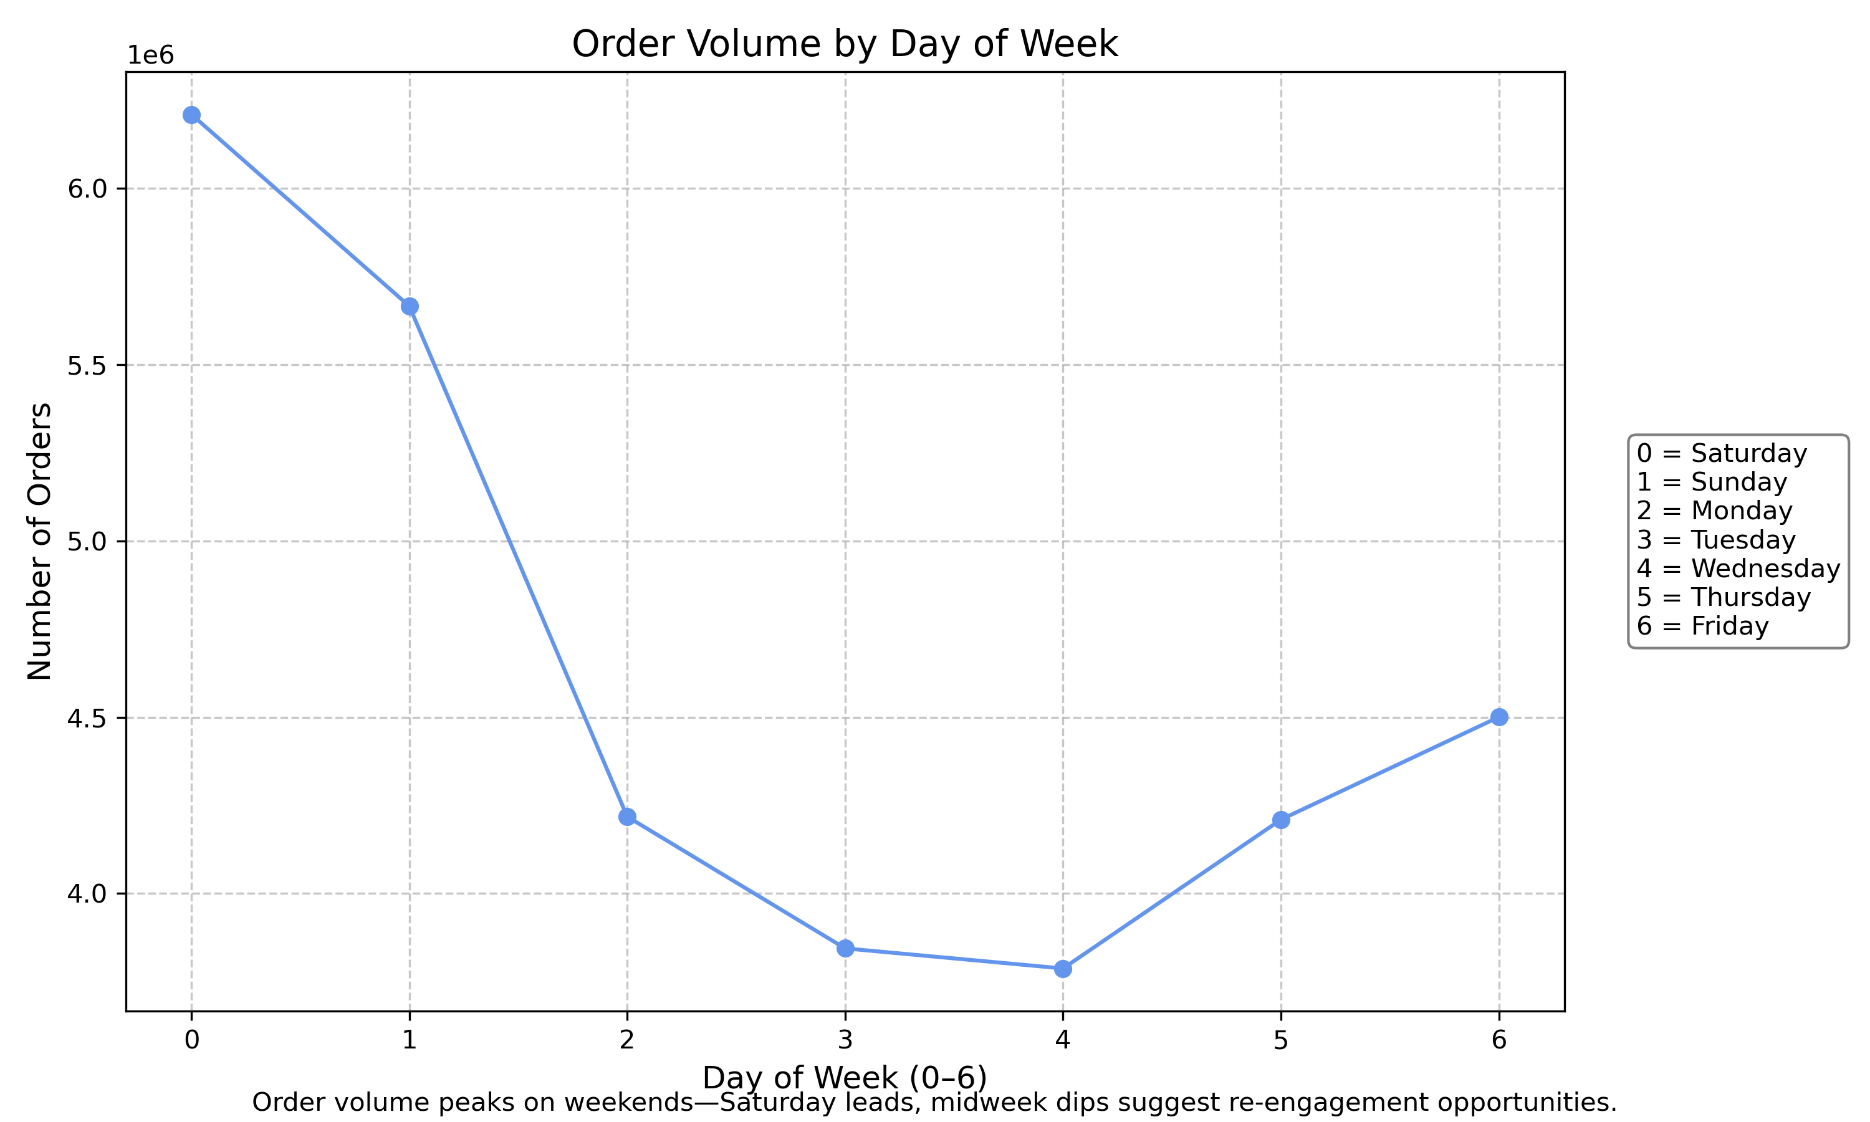 Order Volume by Day of Week
1e6
6.0
5.5
5.0
4.5
4.0
Number of Orders
0 1 2 3 4 5 6
Day of Week (0–6)
Order volume peaks on weekends—Saturday leads, midweek dips suggest re-engagement opportunities.
0 = Saturday
1 = Sunday
2 = Monday
3 = Tuesday
4 = Wednesday
5 = Thursday
6 = Friday